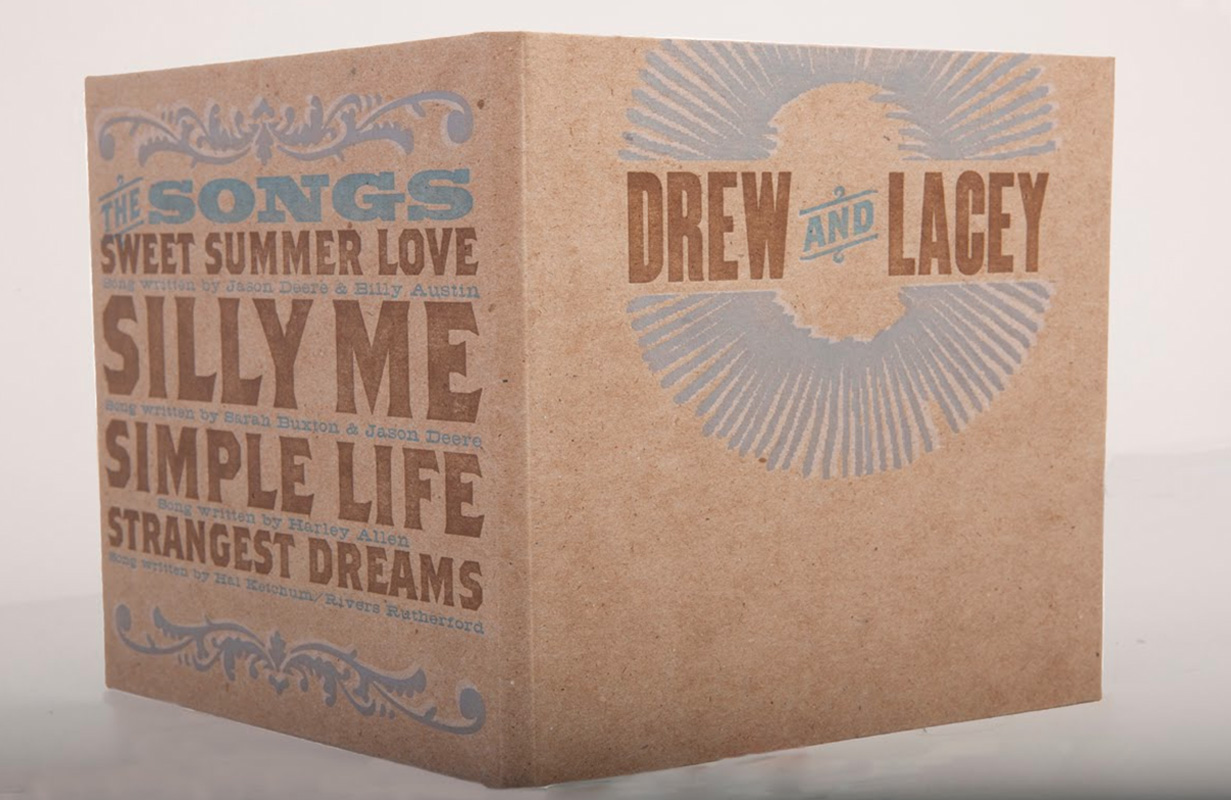 THE SONGS
SWEET SUMMER LOVE
Song written by Jason Deere & Billy Austin
SILLY ME
Song written by Sarah Buxton & Jason Deere
SIMPLE LIFE
Song written by Harley Allen
STRANGEST DREAMS
Song written by Hal Ketchum/Rivers Rutherford
DREW AND LACEY